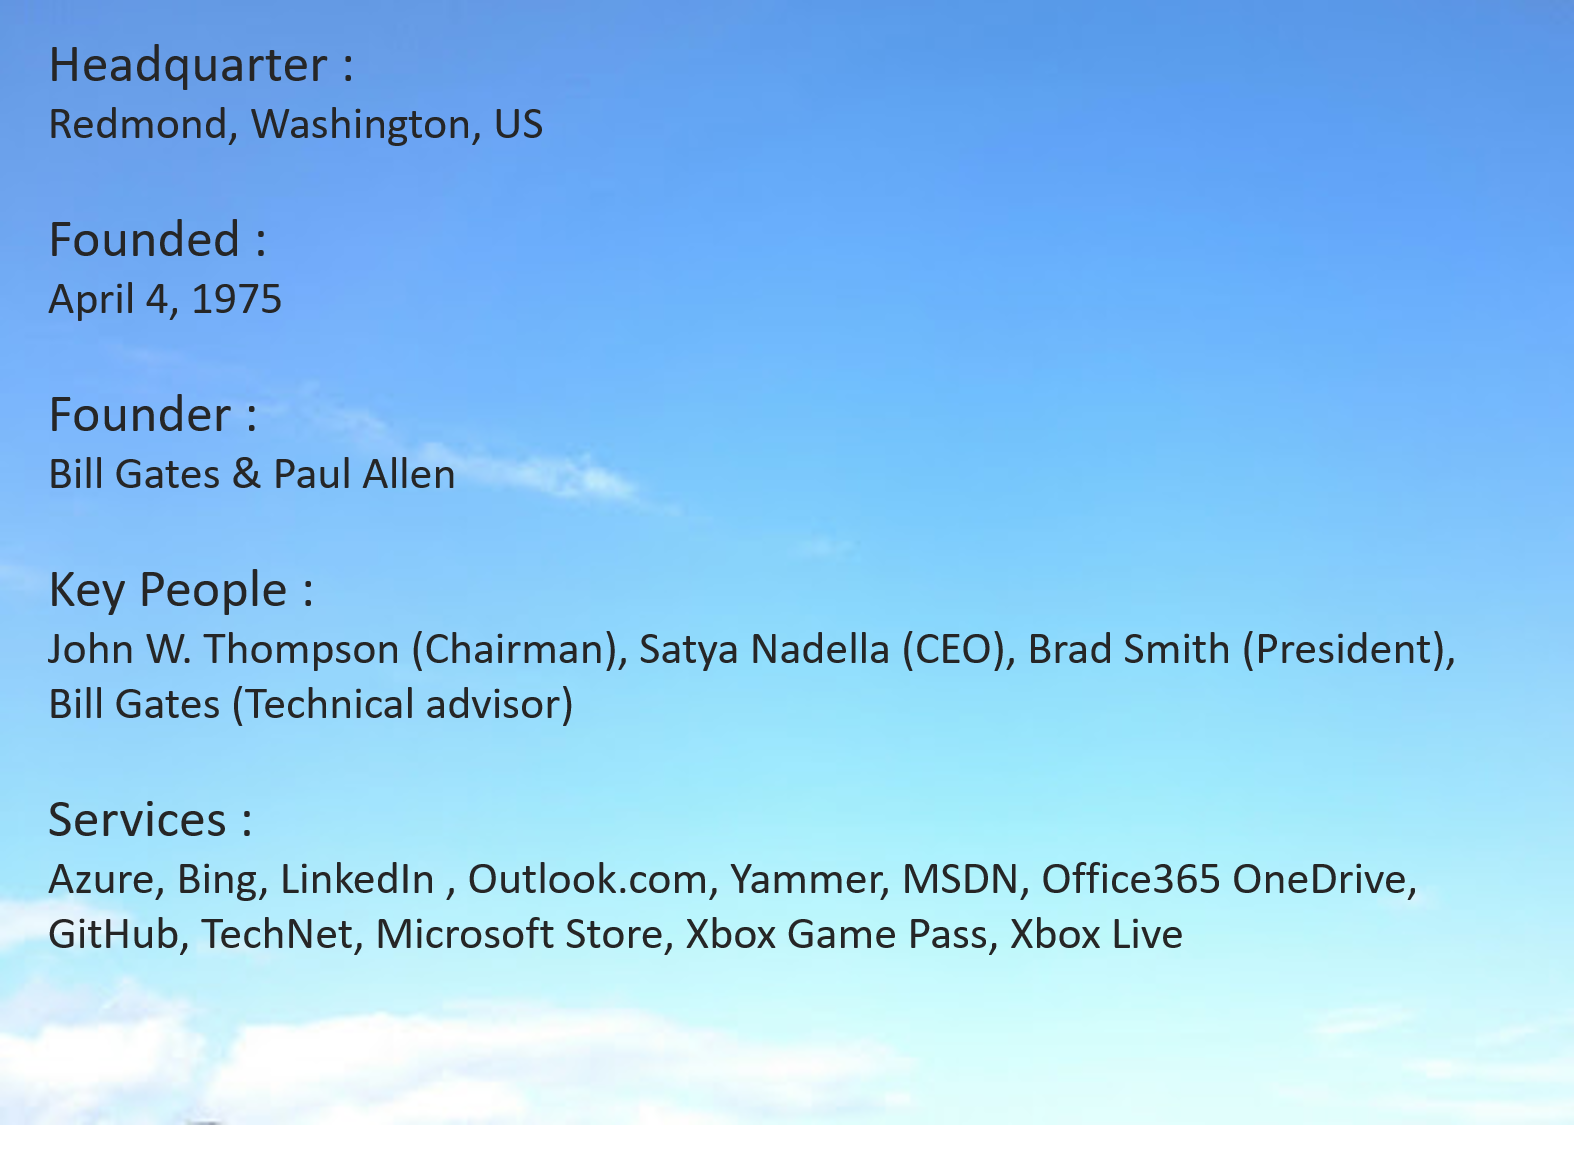 Headquarter :
Redmond, Washington, US
Founded :
April 4, 1975
Founder :
Bill Gates & Paul Allen
Key People :
John W. Thompson (Chairman), Satya Nadella (CEO), Brad Smith (President),
Bill Gates (Technical advisor)
Services :
Azure, Bing, LinkedIn , Outlook.com, Yammer, MSDN, Office365 OneDrive,
GitHub, TechNet, Microsoft Store, Xbox Game Pass, Xbox Live